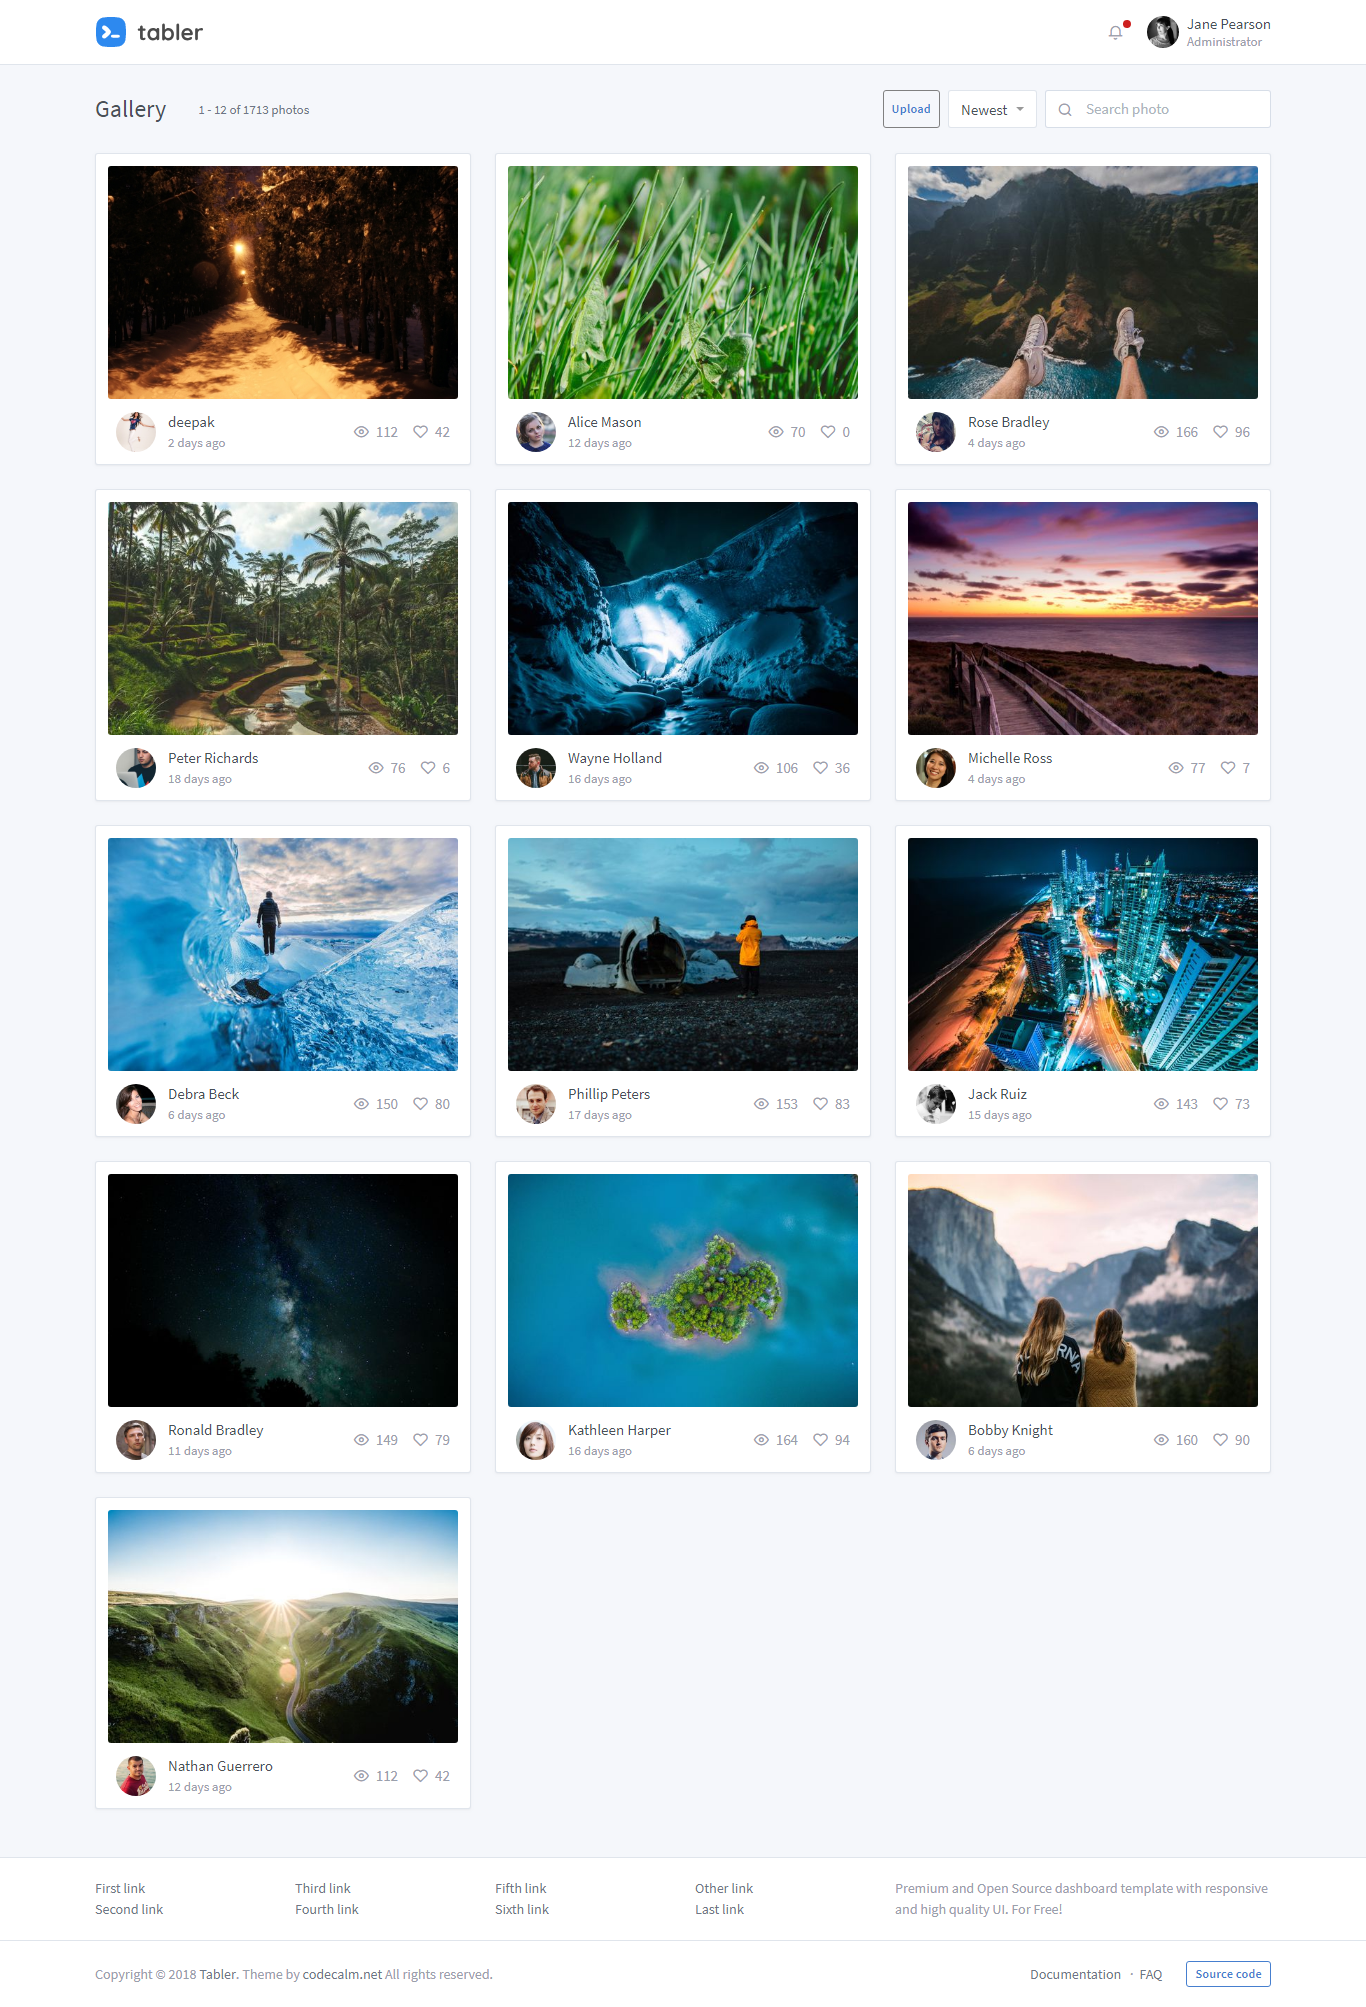 tabler
Jane Pearson
Administrator
Gallery
1 - 12 of 1713 photos
Upload
Newest
Search photo
deepak
2 days ago
112
42
Alice Mason
12 days ago
70
0
Rose Bradley
4 days ago
166
96
Peter Richards
18 days ago
76
6
Wayne Holland
16 days ago
106
36
Michelle Ross
4 days ago
77
7
Debra Beck
6 days ago
150
80
Phillip Peters
17 days ago
153
83
Jack Ruiz
15 days ago
143
73
Ronald Bradley
11 days ago
149
79
Kathleen Harper
16 days ago
164
94
Bobby Knight
6 days ago
160
90
Nathan Guerrero
12 days ago
112
42
First link
Second link
Third link
Fourth link
Fifth link
Sixth link
Other link
Last link
Premium and Open Source dashboard template with responsive
and high quality UI. For Free!
Copyright © 2018 Tabler. Theme by codecalm.net All rights reserved.
Documentation · FAQ
Source code